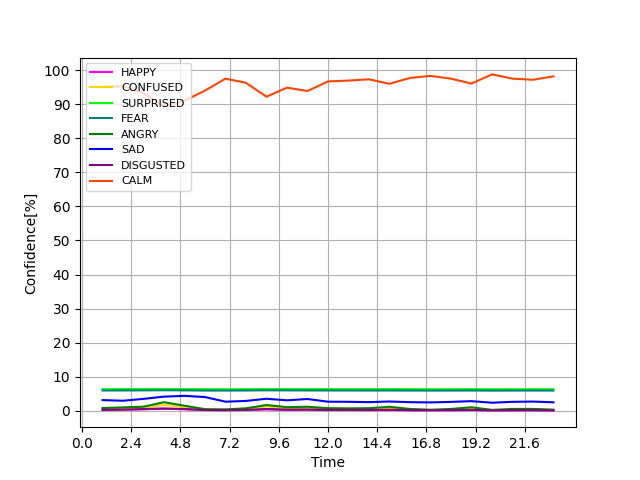 100
90
80
70
60
50
40
30
20
10
0
Confidence[%]
HAPPY
CONFUSED
SURPRISED
FEAR
ANGRY
SAD
DISGUSTED
CALM
0.0 2.4 4.8 7.2 9.6 12.0 14.4 16.8 19.2 21.6
Time